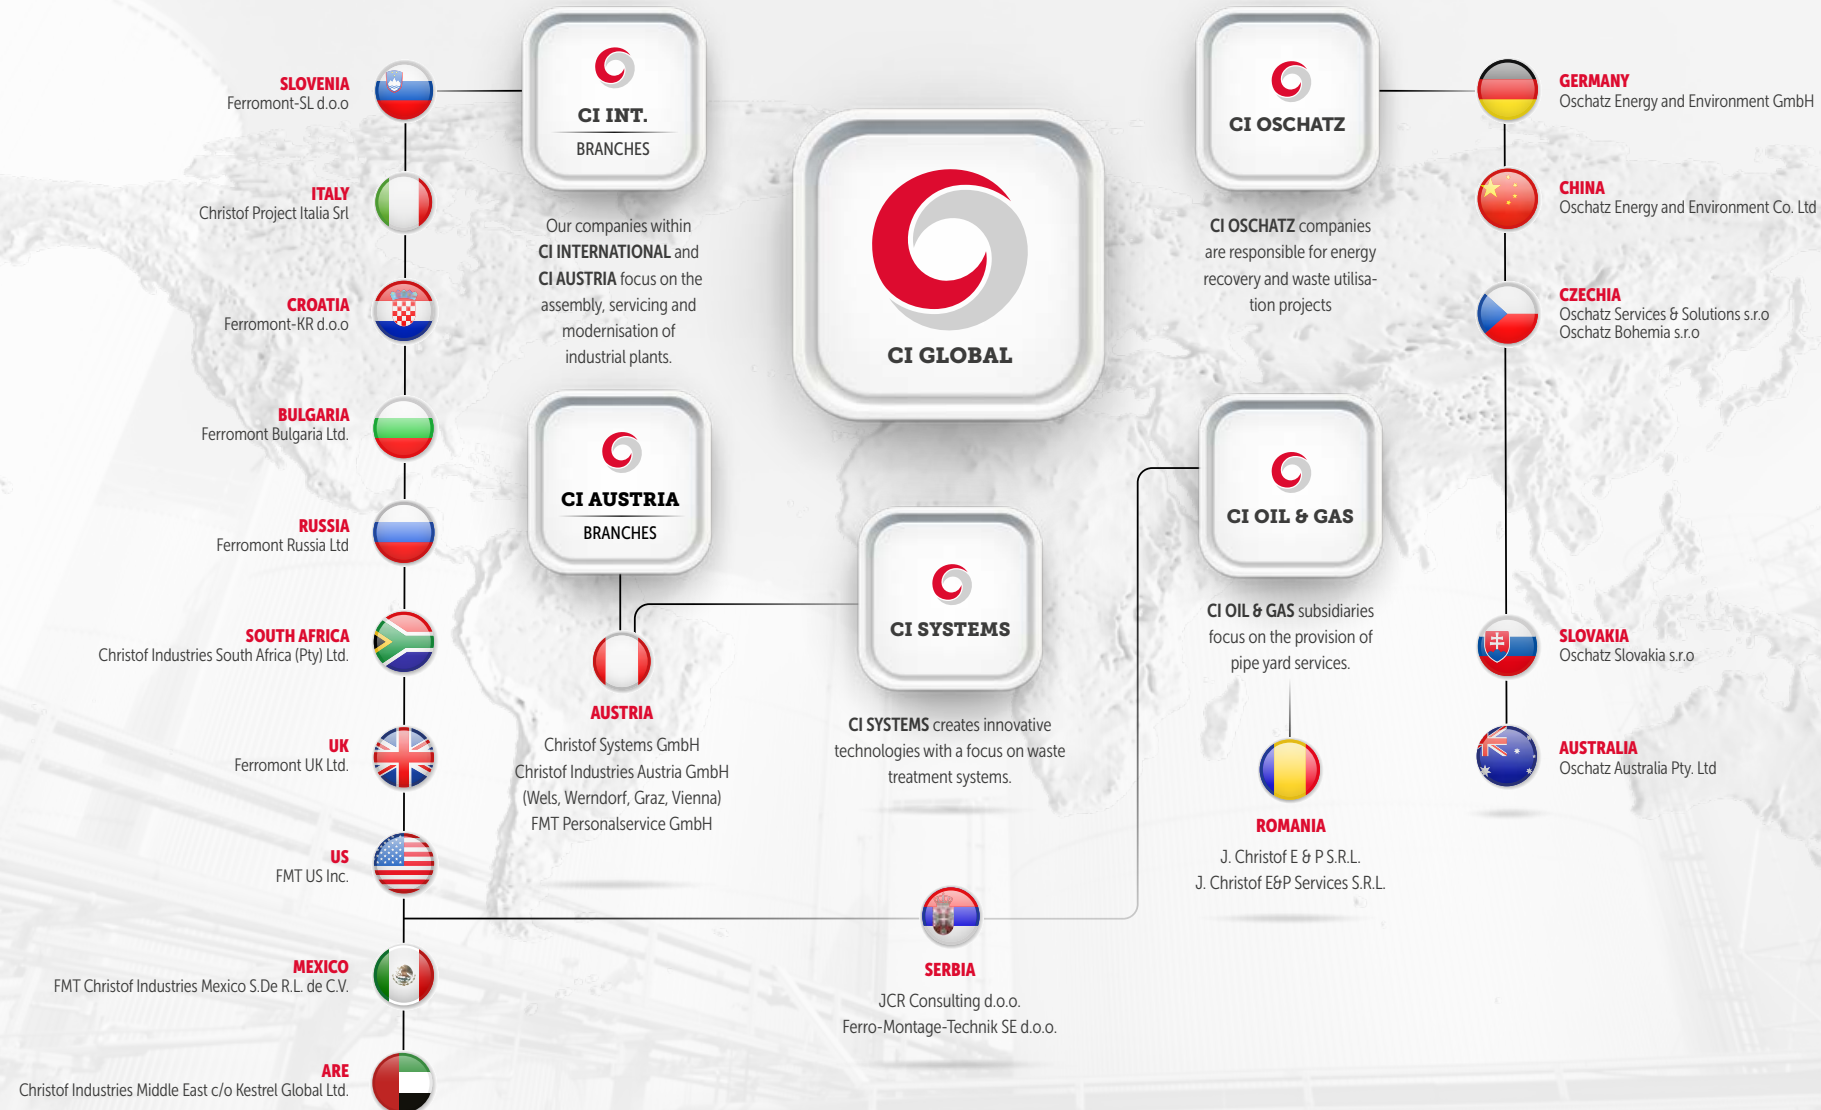 SLOVENIA
Ferromont-SL d.o.o
ITALY
Christof Project Italia Srl
CROATIA
Ferromont-KR d.o.o
BULGARIA
Ferromont Bulgaria Ltd.
RUSSIA
Ferromont Russia Ltd
SOUTH AFRICA
Christof Industries South Africa (Pty) Ltd.
UK
Ferromont UK Ltd.
US
FMT US Inc.
MEXICO
FMT Christof Industries Mexico S.De R.L. de C.V.
ARE
Christof Industries Middle East c/o Kestrel Global Ltd.
CI INT.
BRANCHES
Our companies within
CI INTERNATIONAL and
CI AUSTRIA focus on the
assembly, servicing and
modernisation of
industrial plants.
CI AUSTRIA
BRANCHES
AUSTRIA
Christof Systems GmbH
Christof Industries Austria GmbH
(Wels, Werndorf, Graz, Vienna)
FMT Personalservice GmbH
CI GLOBAL
CI SYSTEMS
CI SYSTEMS creates innovative
technologies with a focus on waste
treatment systems.
SERBIA
JCR Consulting d.o.o.
Ferro-Montage-Technik SE d.o.o.
CI OSCHATZ
CI OSCHATZ companies
are responsible for energy
recovery and waste utilisa-
tion projects
CI OIL & GAS
CI OIL & GAS subsidiaries
focus on the provision of
pipe yard services.
ROMANIA
J. Christof E & P S.R.L.
J. Christof E&P Services S.R.L.
GERMANY
Oschatz Energy and Environment GmbH
CHINA
Oschatz Energy and Environment Co. Ltd
CZECHIA
Oschatz Services & Solutions s.r.o
Oschatz Bohemia s.r.o
SLOVAKIA
Oschatz Slovakia s.r.o
AUSTRALIA
Oschatz Australia Pty. Ltd